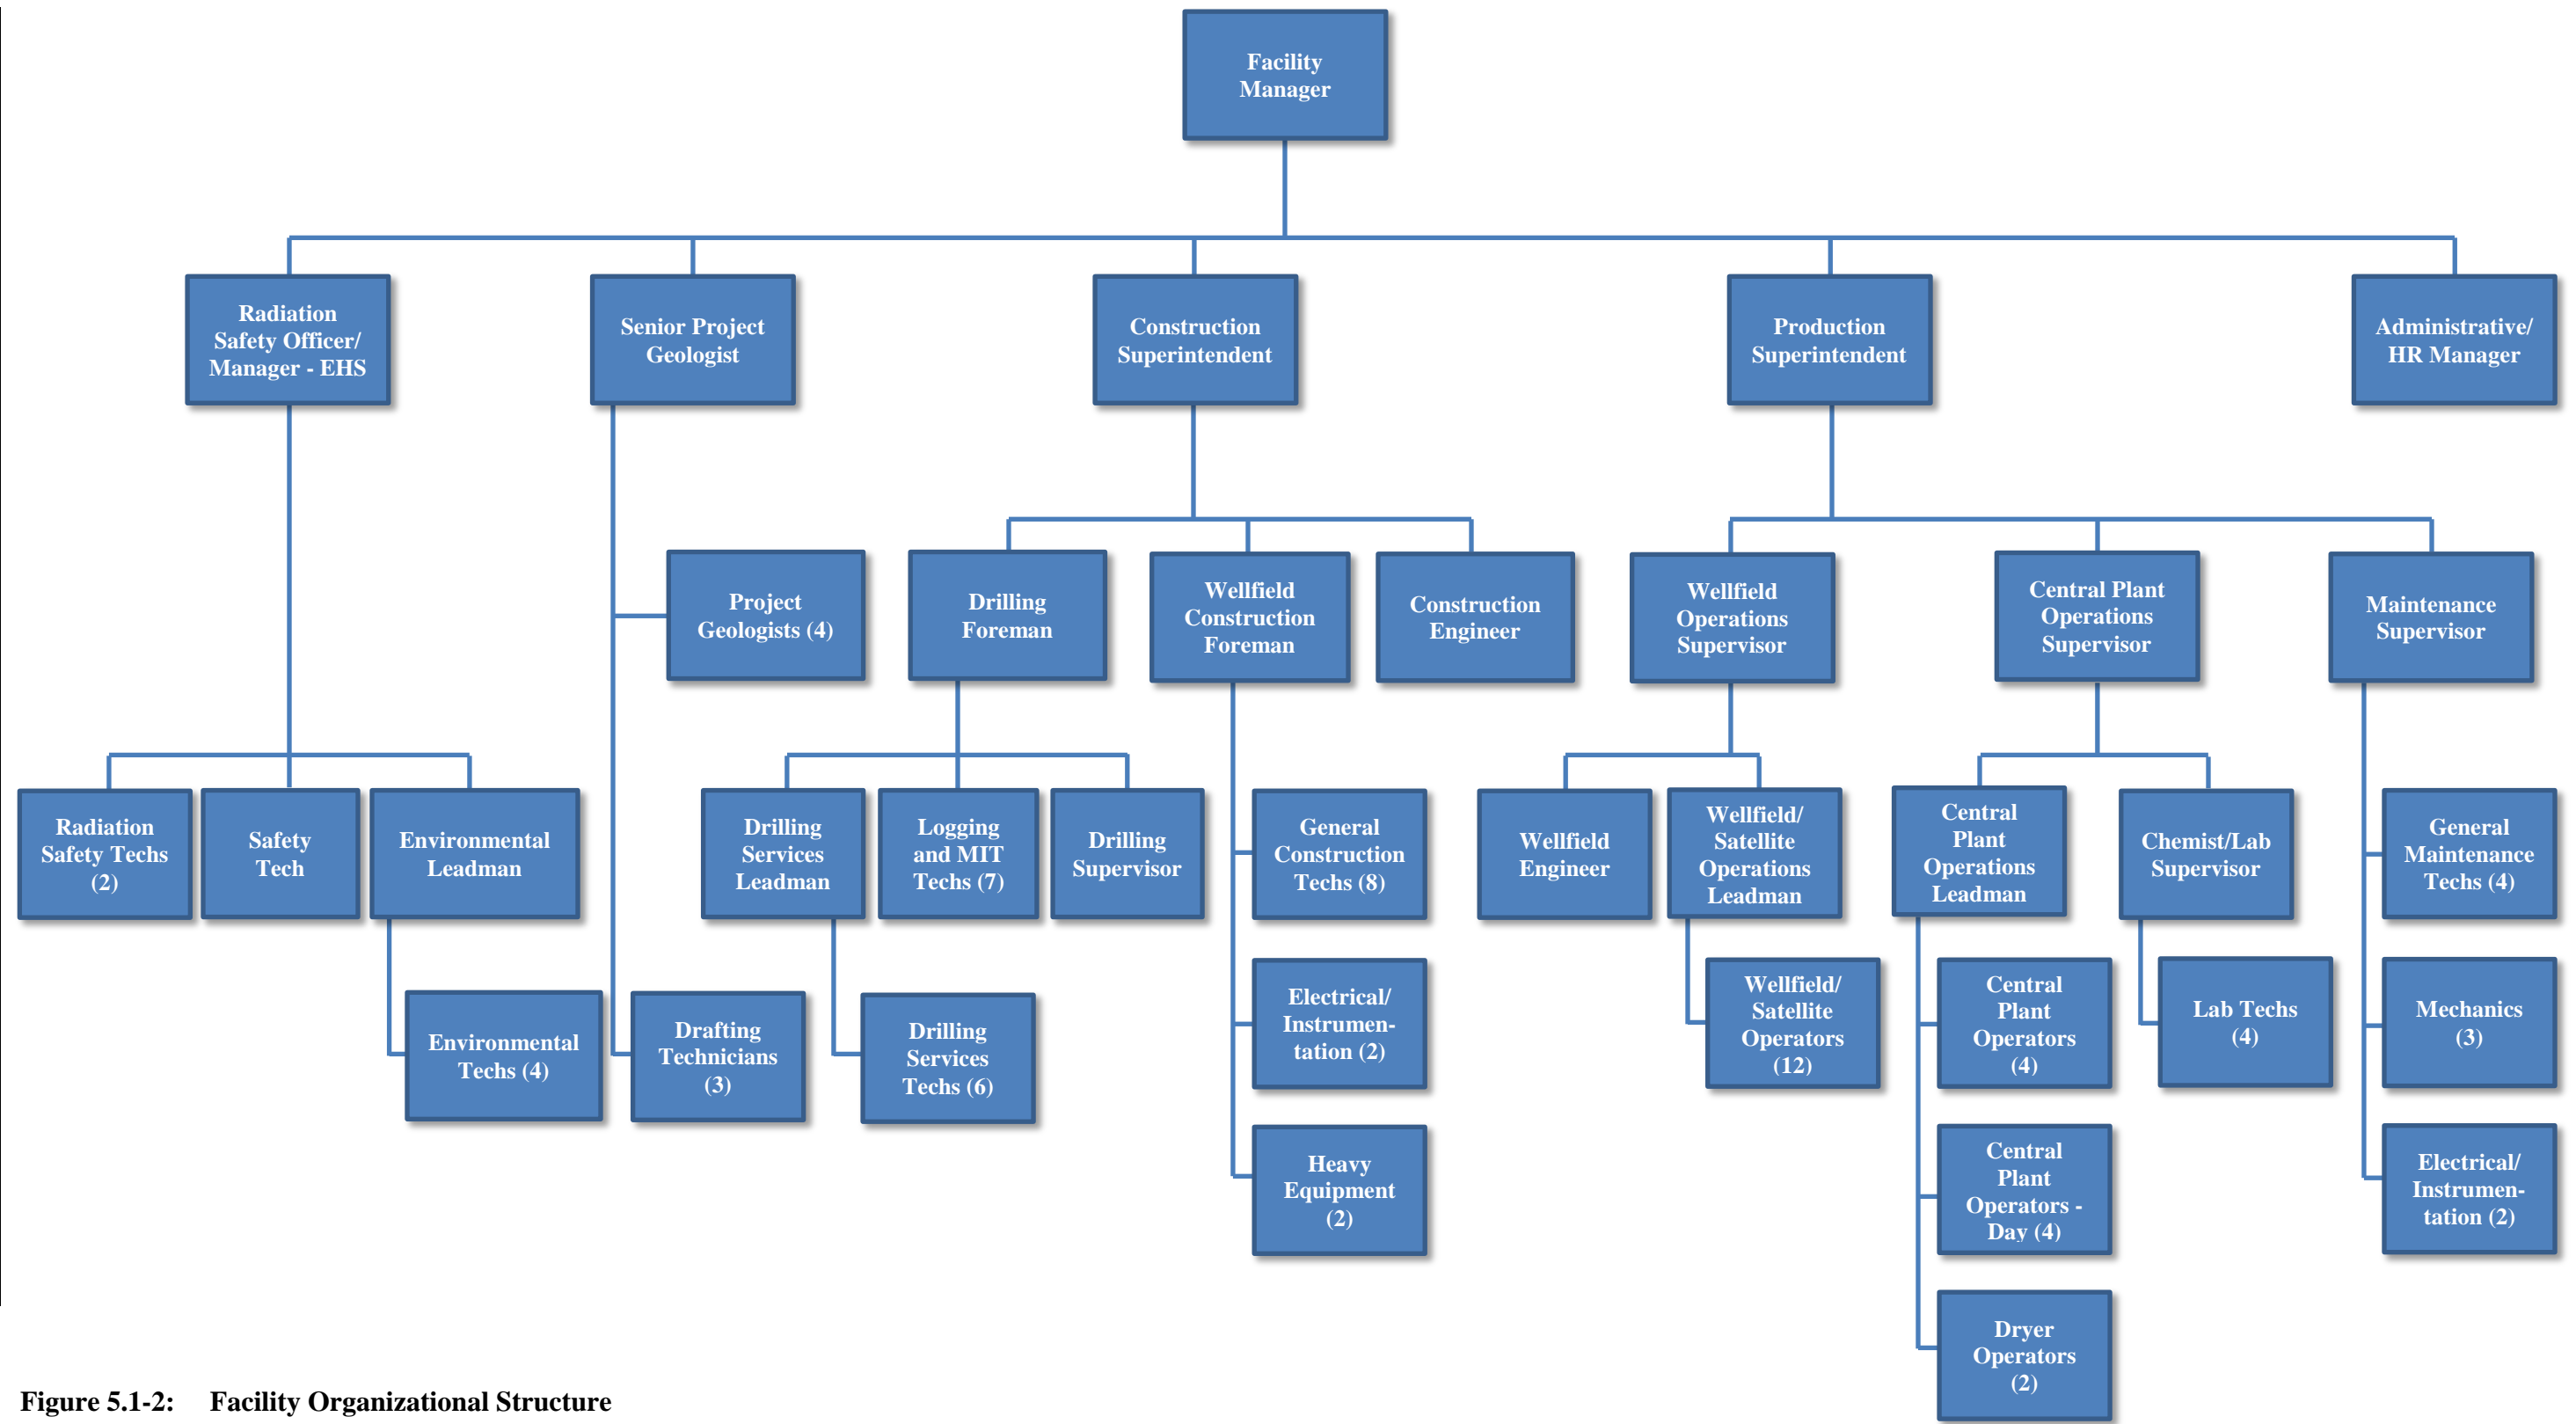 Facility
Manager
Radiation
Safety Officer/
Manager - EHS
Senior Project
Geologist
Construction
Superintendent
Production
Superintendent
Administrative/
HR Manager
Project
Geologists (4)
Drilling
Foreman
Wellfield
Construction
Foreman
Construction
Engineer
Wellfield
Operations
Supervisor
Central Plant
Operations
Supervisor
Maintenance
Supervisor
Radiation
Safety Techs
(2)
Safety
Tech
Environmental
Leadman
Drilling
Services
Leadman
Logging
and MIT
Techs (7)
Drilling
Supervisor
General
Construction
Techs (8)
Wellfield
Engineer
Wellfield/
Satellite
Operations
Leadman
Central
Plant
Operations
Leadman
Chemist/Lab
Supervisor
General
Maintenance
Techs (4)
Environmental
Techs (4)
Drafting
Technicians
(3)
Drilling
Services
Techs (6)
Electrical/
Instrumen-
tation (2)
Wellfield/
Satellite
Operators
(12)
Central
Plant
Operators
(4)
Lab Techs
(4)
Mechanics
(3)
Heavy
Equipment
(2)
Central
Plant
Operators -
Day (4)
Electrical/
Instrumen-
tation (2)
Dryer
Operators
(2)
Figure 5.1-2: Facility Organizational Structure